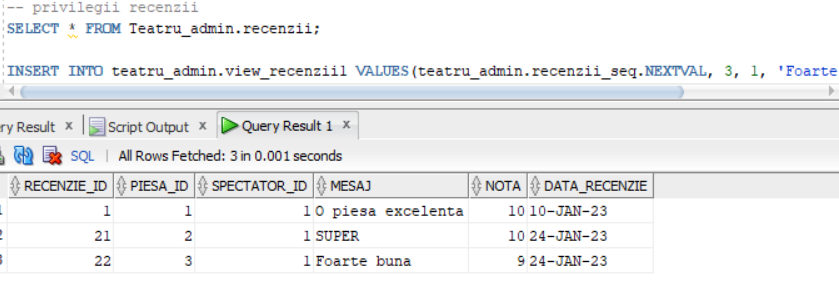 -- privilegii recenzii
SELECT * FROM Teatru_admin.recenzii;
INSERT INTO teatru_admin.view_recenzii1 VALUES(teatru_admin.recenzii_seq.NEXTVAL, 3, 1, 'Foarte
ry Result x Script Output x Query Result 1 x
SQL | All Rows Fetched: 3 in 0.001 seconds
RECENZIE_ID PIESA_ID SPECTATOR_ID MESAJ NOTA DATA_RECENZIE
1 1 1 1 O piesa excelenta 10 10-JAN-23
2 21 2 1 SUPER 10 24-JAN-23
3 22 3 1 Foarte buna 9 24-JAN-23